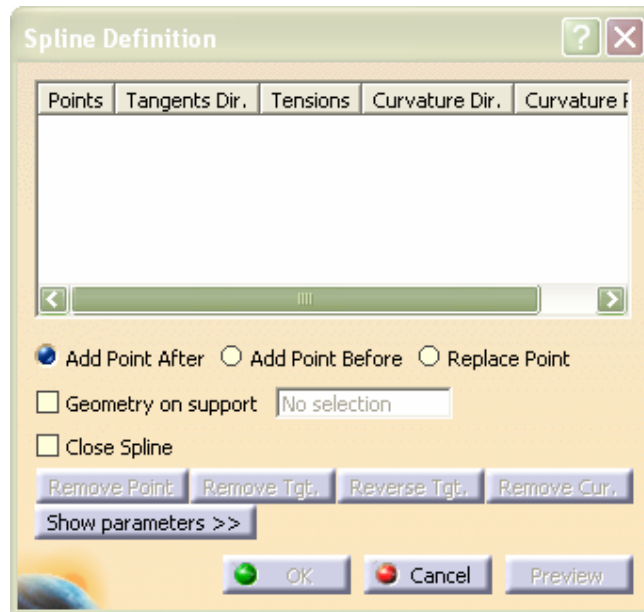 Spline Definition
Points Tangents Dir. Tensions Curvature Dir. Curvature
Add Point After Add Point Before Replace Point
Geometry on support No selection
Close Spline
Remove Point Remove Tgt. Reverse Tgt. Remove Cur.
Show parameters >>
OK Cancel Preview